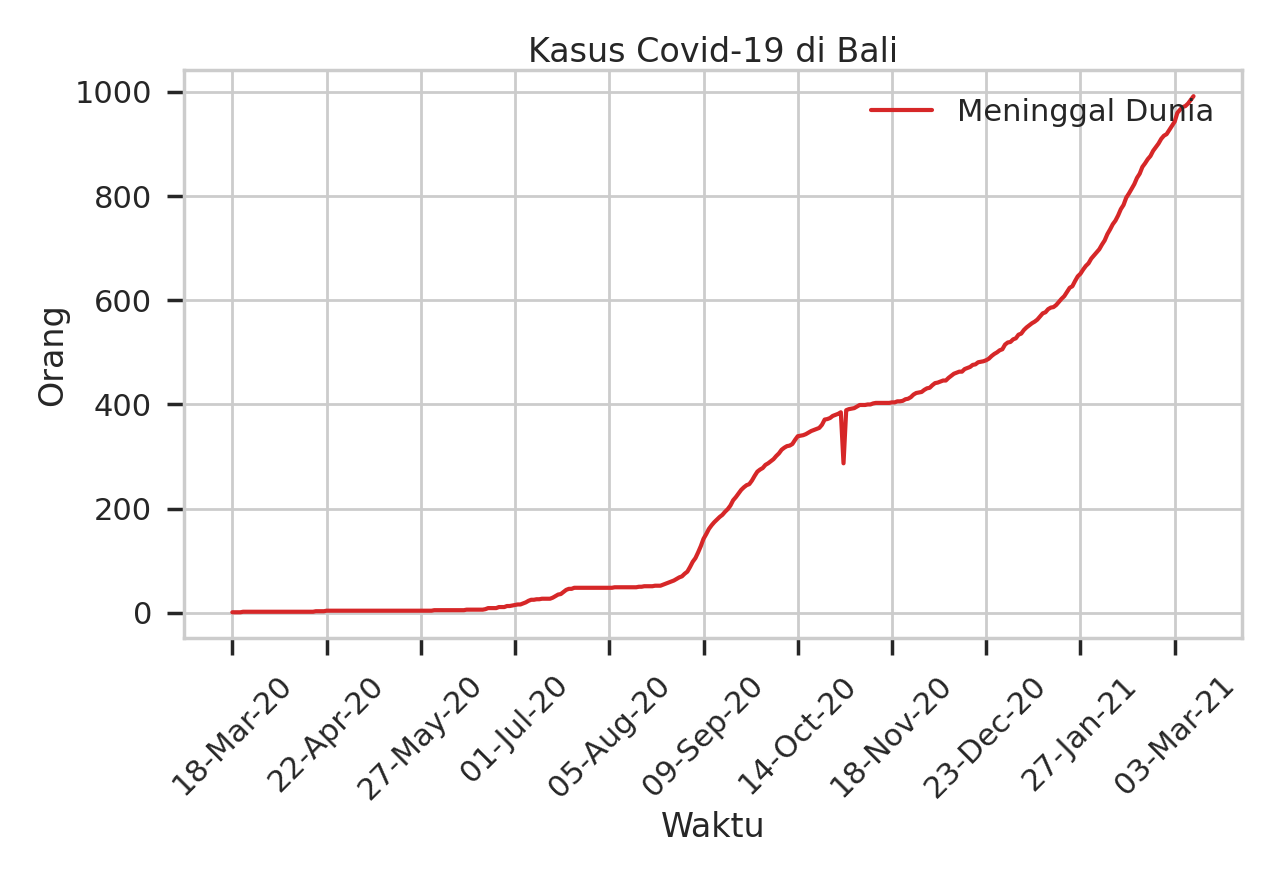 Kasus Covid-19 di Bali
Meninggal Dunia
Orang
1000
800
600
400
200
0
18-Mar-20
22-Apr-20
27-May-20
01-Jul-20
05-Aug-20
09-Sep-20
14-Oct-20
18-Nov-20
23-Dec-20
27-Jan-21
03-Mar-21
Waktu